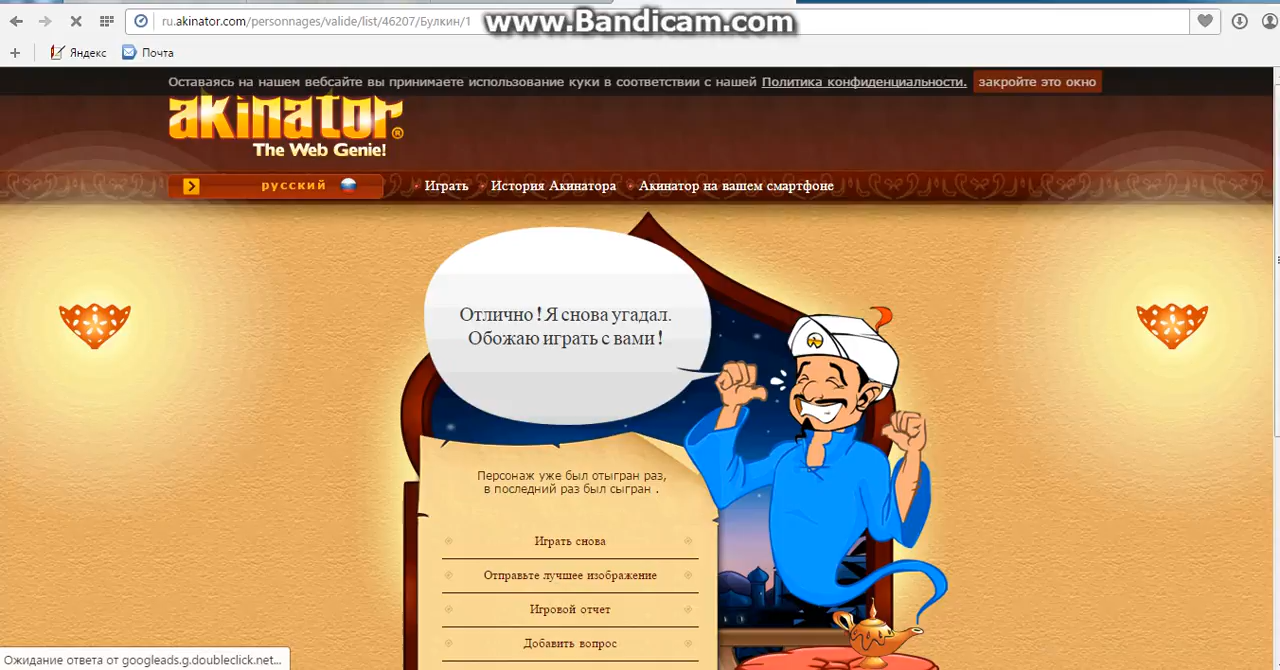 ru.akinator.com/personnages/valide/list/46207/Булкин/1
www.Bandicam.com
Яндекс
Почта
Оставаясь на нашем вебсайте вы принимаете использование куки в соответствии с нашей Политика конфиденциальности. закройте это окно
akinator®
The Web Genie!
русский
Играть
История Акинатора
Акинатор на вашем смартфоне
Отлично! Я снова угадал.
Обожаю играть с вами!
Персонаж уже был отыгран раз,
в последний раз был сыгран .
Играть снова
Отправьте лучшее изображение
Игровой отчет
Добавить вопрос
Ожидание ответа от googleads.g.doubleclick.net...